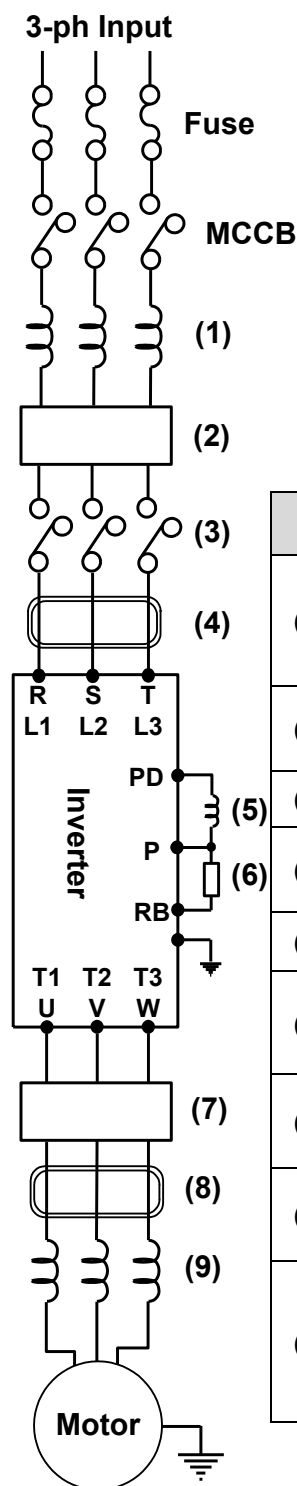 3-ph Input
Fuse
MCCB
(1)
(2)
(3)
(4)
R S T
L1 L2 L3
PD
(5)
Inverter
P
(6)
RB
T1 T2 T3
U V W
(7)
(8)
(9)
Motor